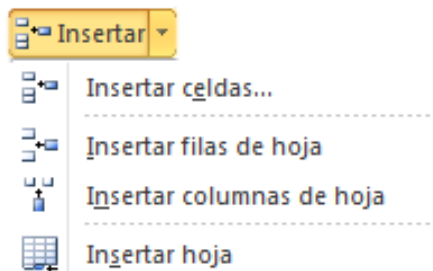 Insertar
Insertar celdas...
Insertar filas de hoja
Insertar columnas de hoja
Insertar hoja